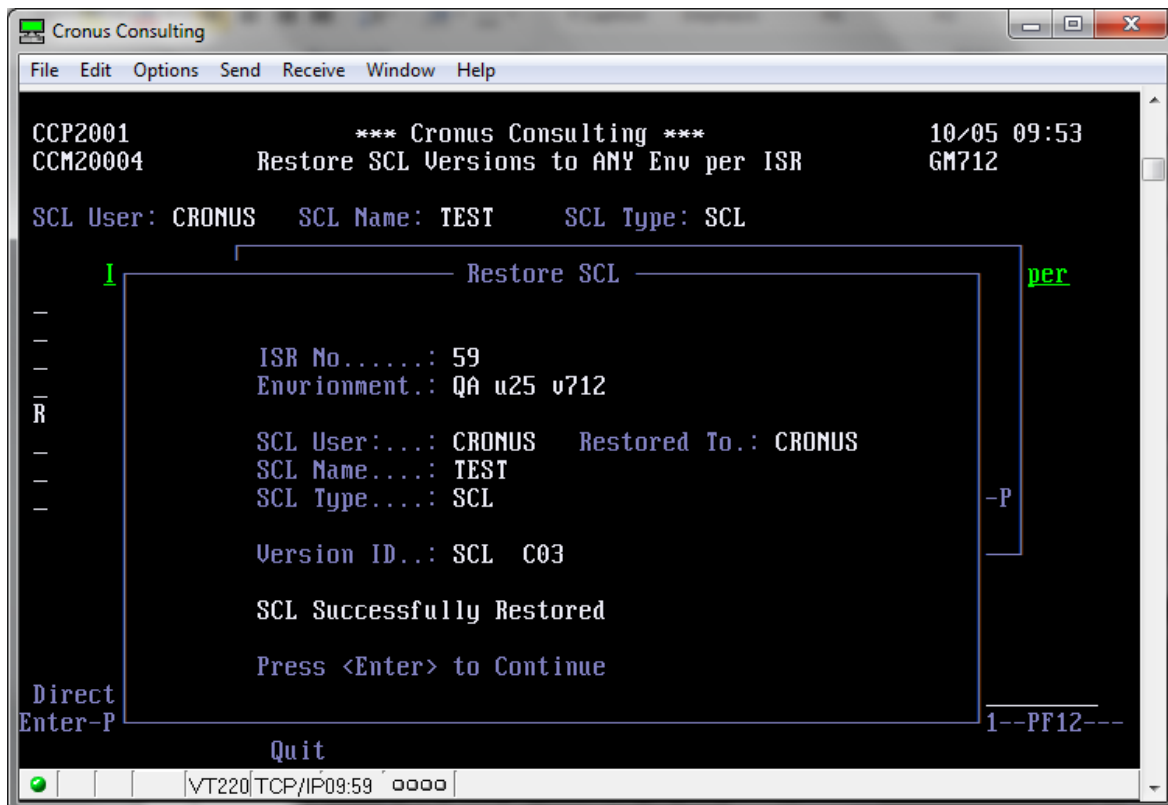 Cronus Consulting
File Edit Options Send Receive Window Help
CCP2001 *** Cronus Consulting *** 10/05 09:53
CCM20004 Restore SCL Versions to ANY Env per ISR GM712
SCL User: CRONUS SCL Name: TEST SCL Type: SCL
I Restore SCL per
ISR No......: 59
Envrionment.: QA u25 v712
R
SCL User:...: CRONUS Restored To.: CRONUS
SCL Name....: TEST
SCL Type....: SCL -P
Version ID..: SCL C03
SCL Successfully Restored
Press <Enter> to Continue
Direct
Enter-P 1--PF12---
Quit
VT220 TCP/IP 09:59